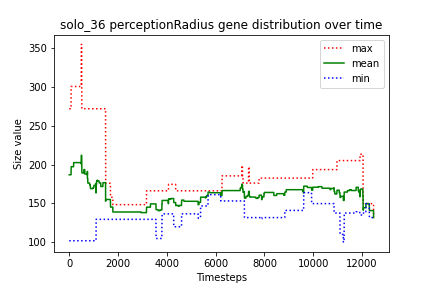 solo_36 perceptionRadius gene distribution over time
max
mean
min
Size value
350
300
250
200
150
100
0
2000
4000
6000
8000
10000
12000
Timesteps